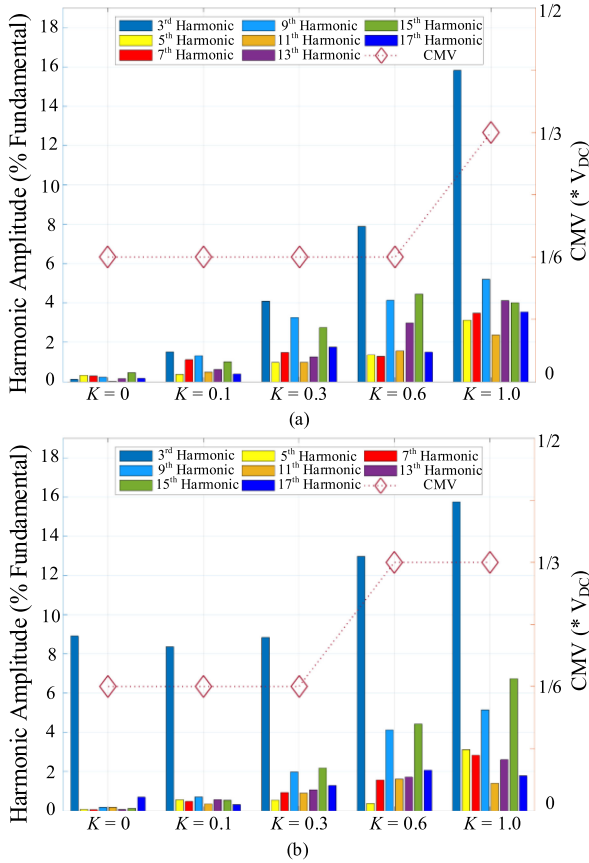 Harmonic Amplitude (% Fundamental)
18
16
14
12
10
8
6
4
2
0
3rd Harmonic 9th Harmonic 15th Harmonic
5th Harmonic 11th Harmonic 17th Harmonic
7th Harmonic 13th Harmonic CMV
1/2
1/3
1/6
0
CMV (* VDC)
K = 0 K = 0.1 K = 0.3 K = 0.6 K = 1.0
(a)
Harmonic Amplitude (% Fundamental)
18
16
14
12
10
8
6
4
2
0
3rd Harmonic 5th Harmonic 7th Harmonic
9th Harmonic 11th Harmonic 13th Harmonic
15th Harmonic 17th Harmonic CMV
1/2
1/3
1/6
0
CMV (* VDC)
K = 0 K = 0.1 K = 0.3 K = 0.6 K = 1.0
(b)